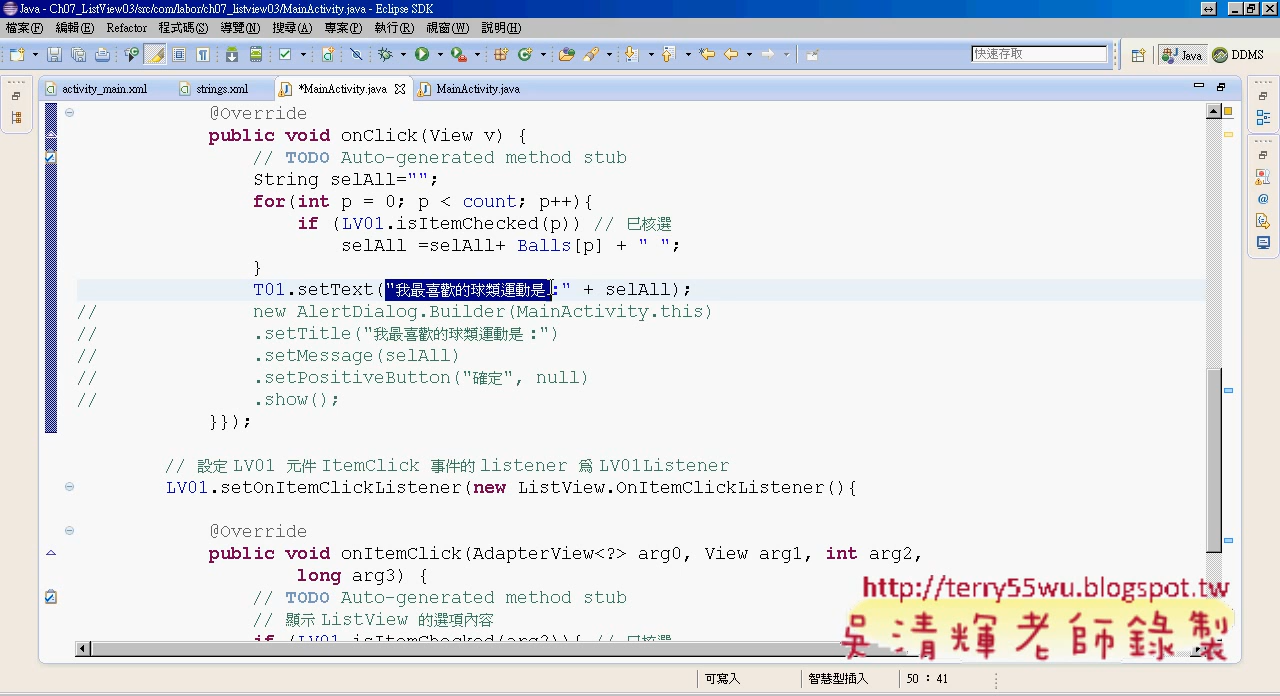 Java - Ch07_ListView03/src/com/labor/ch07_listview03/MainActivity.java - Eclipse SDK
檔案(F) 編輯(E) Refactor 程式碼(S) 導覽(N) 搜尋(A) 專案(P) 執行(R) 視窗(W) 說明(H)
快速存取 Java DDMS
activity_main.xml strings.xml *MainActivity.java MainActivity.java
@Override
public void onClick(View v) {
// TODO Auto-generated method stub
String selAll="";
for(int p = 0; p < count; p++){
if (LV01.isItemChecked(p)) // 已核選
selAll =selAll+ Balls[p] + " ";
}
T01.setText("我最喜歡的球類運動是:" + selAll);
// new AlertDialog.Builder(MainActivity.this)
// .setTitle("我最喜歡的球類運動是:")
// .setMessage(selAll)
// .setPositiveButton("確定", null)
// .show();
}});
// 設定 LV01 元件 ItemClick 事件的 listener 為 LV01Listener
LV01.setOnItemClickListener(new ListView.OnItemClickListener(){
@Override
public void onItemClick(AdapterView<?> arg0, View arg1, int arg2,
long arg3) {
// TODO Auto-generated method stub
// 顯示 ListView 的選項內容
if (LV01.isItemChecked(arg2)){ // 已核選
http://terry55wu.blogspot.tw
吳清輝老師錄製
可寫入 智慧型插入 50 : 41